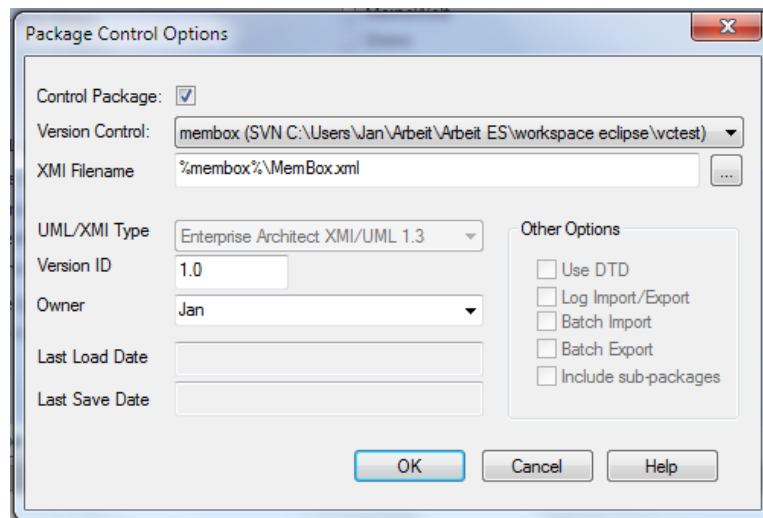 Package Control Options
Control Package:
Version Control: membox (SVN C:\Users\Jan\Arbeit\Arbeit ES\workspace eclipse\vctest)
XMI Filename %membox%\MemBox.xml ...
UML/XMI Type Enterprise Architect XMI/UML 1.3
Version ID 1.0
Owner Jan
Last Load Date
Last Save Date
Other Options
Use DTD
Log Import/Export
Batch Import
Batch Export
Include sub-packages
OK Cancel Help